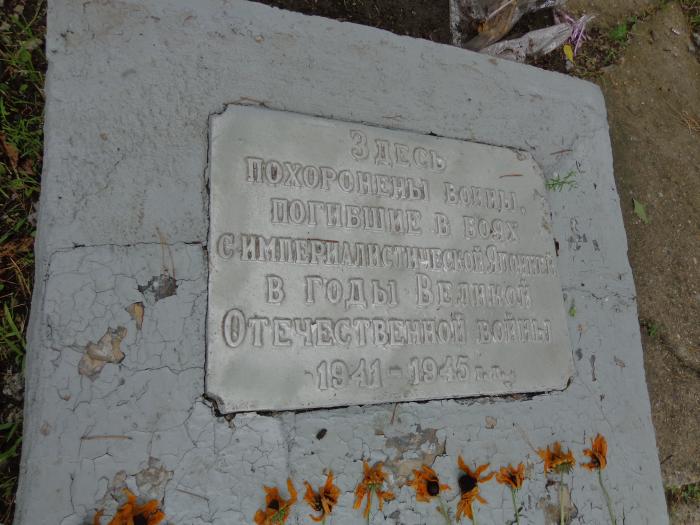 Здесь
ПОХОРОНЕНЫ ВОИНЫ,
ПОГИБШИЕ В БОЯХ
С ИМПЕРИАЛИСТИЧЕСКОЙ ЯПОНИЕЙ
В ГОДЫ ВЕЛИКОЙ
ОТЕЧЕСТВЕННОЙ ВОЙНЫ
1941-1945 г.г.